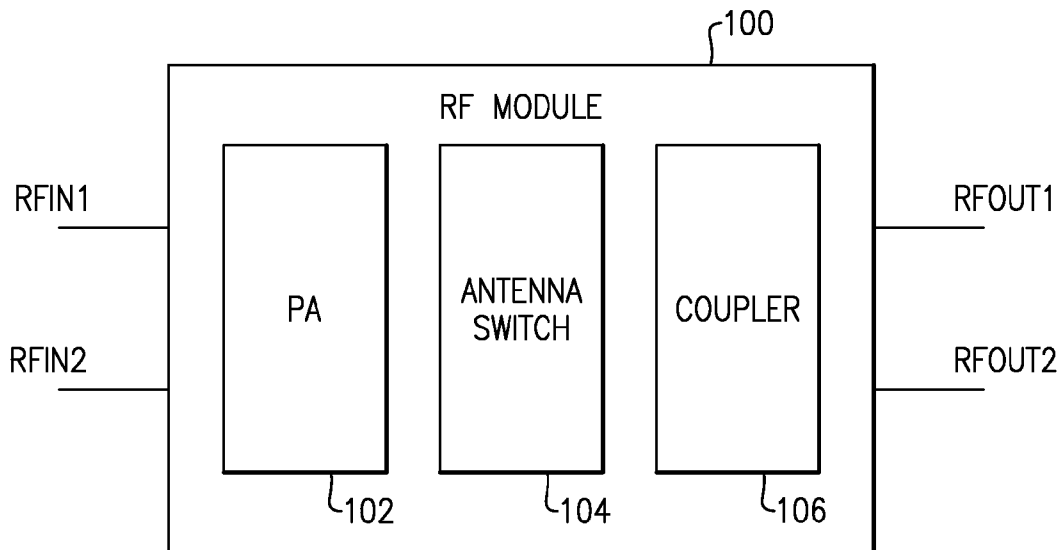 100
RF MODULE
RFIN1
RFOUT1
PA
ANTENNA
SWITCH
COUPLER
RFIN2
RFOUT2
102
104
106